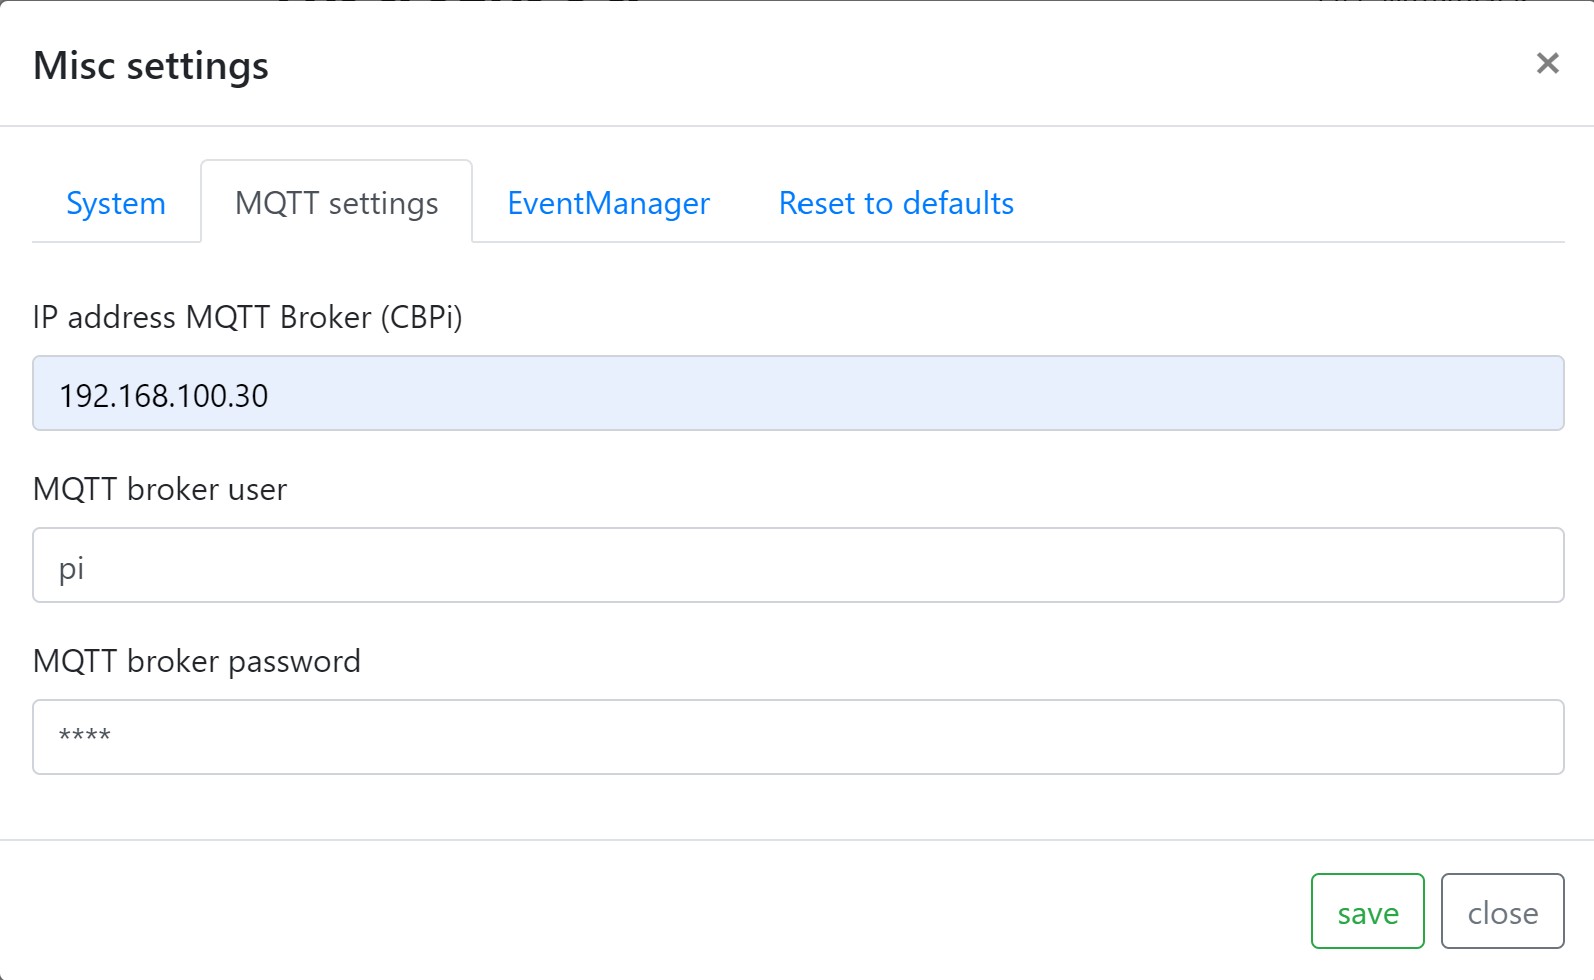 Misc settings ×
System MQTT settings EventManager Reset to defaults
IP address MQTT Broker (CBPi)
192.168.100.30
MQTT broker user
pi
MQTT broker password
****
save close